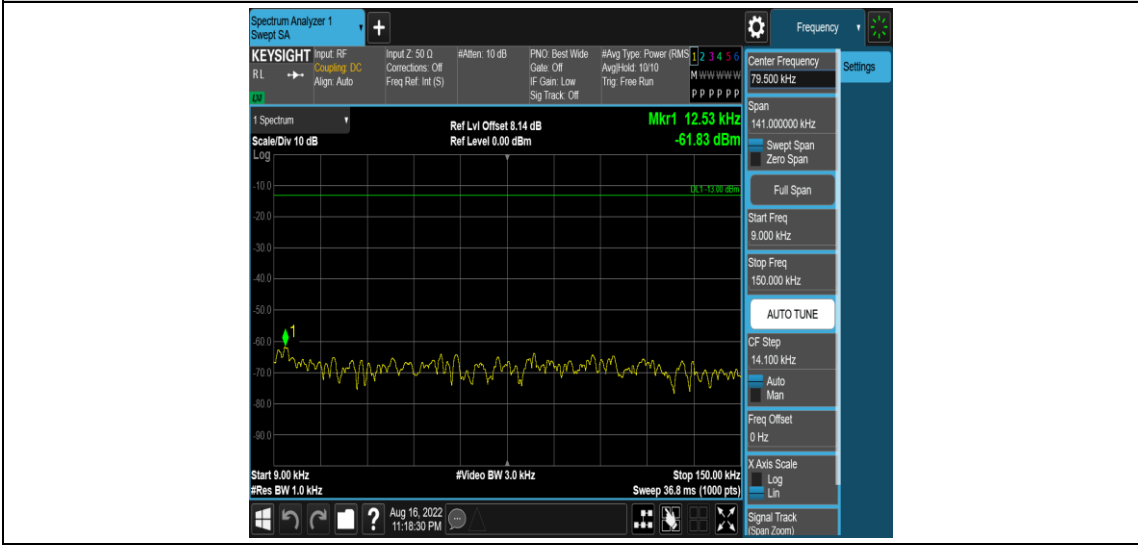 Spectrum Analyzer 1
Swept SA
+
Frequency
KEYSIGHT
RL
LXI
Input: RF
Coupling: DC
Align: Auto
Input Z: 50 Ω
Corrections: Off
Freq Ref: Int (S)
#Atten: 10 dB
PNO: Best Wide
Gate: Off
IF Gain: Low
Sig Track: Off
#Avg Type: Power (RMS
Avg|Hold: 10/10
Trig: Free Run
1 2 3 4 5 6
M W W W W W
P P P P P P
1 Spectrum
Scale/Div 10 dB
Log
Ref Lvl Offset 8.14 dB
Ref Level 0.00 dBm
Mkr1 12.53 kHz
-61.83 dBm
DL1 -13.00 dBm
-10.0
-20.0
-30.0
-40.0
-50.0
-60.0
-70.0
-80.0
-90.0
1
Start 9.00 kHz
#Res BW 1.0 kHz
#Video BW 3.0 kHz
Stop 150.00 kHz
Sweep 36.8 ms (1000 pts)
?
Aug 16, 2022
11:18:30 PM
Center Frequency
79.500 kHz
Settings
Span
141.000000 kHz
Swept Span
Zero Span
Full Span
Start Freq
9.000 kHz
Stop Freq
150.000 kHz
AUTO TUNE
CF Step
14.100 kHz
Auto
Man
Freq Offset
0 Hz
X Axis Scale
Log
Lin
Signal Track
(Span Zoom)